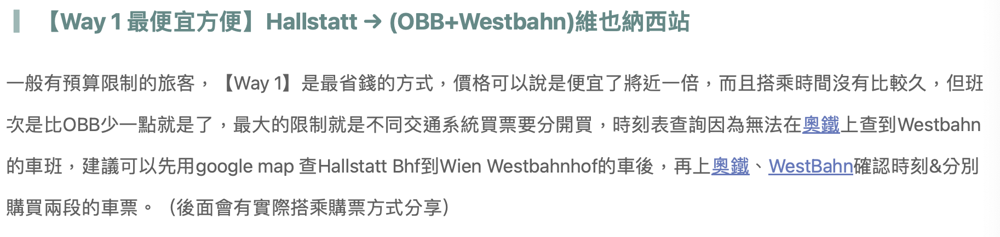 【Way 1 最便宜方便】Hallstatt → (OBB+Westbahn)維也納西站
一般有預算限制的旅客，【Way 1】是最省錢的方式，價格可以說是便宜了將近一倍，而且搭乘時間沒有比較久，但班
次是比OBB少一點就是了，最大的限制就是不同交通系統買票要分開買，時刻表查詢因為無法在奧鐵上查到Westbahn
的車班，建議可以先用google map 查Hallstatt Bhf到Wien Westbahnhof的車後，再上奧鐵、WestBahn確認時刻&分別
購買兩段的車票。（後面會有實際搭乘購票方式分享）